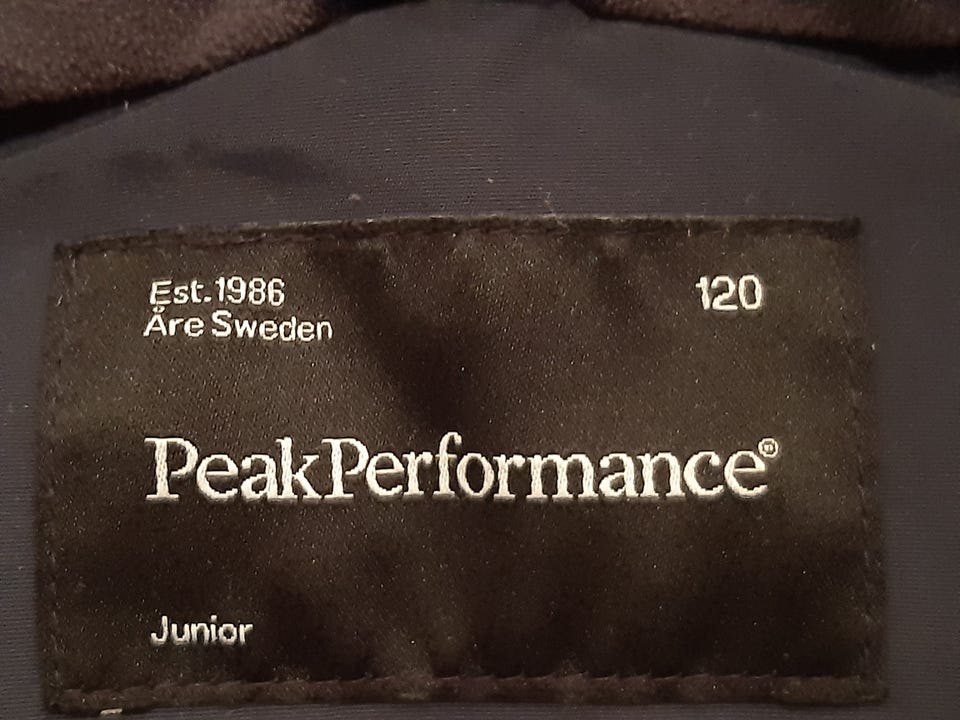 Est.1986
Åre Sweden
120
PeakPerformance®
Junior